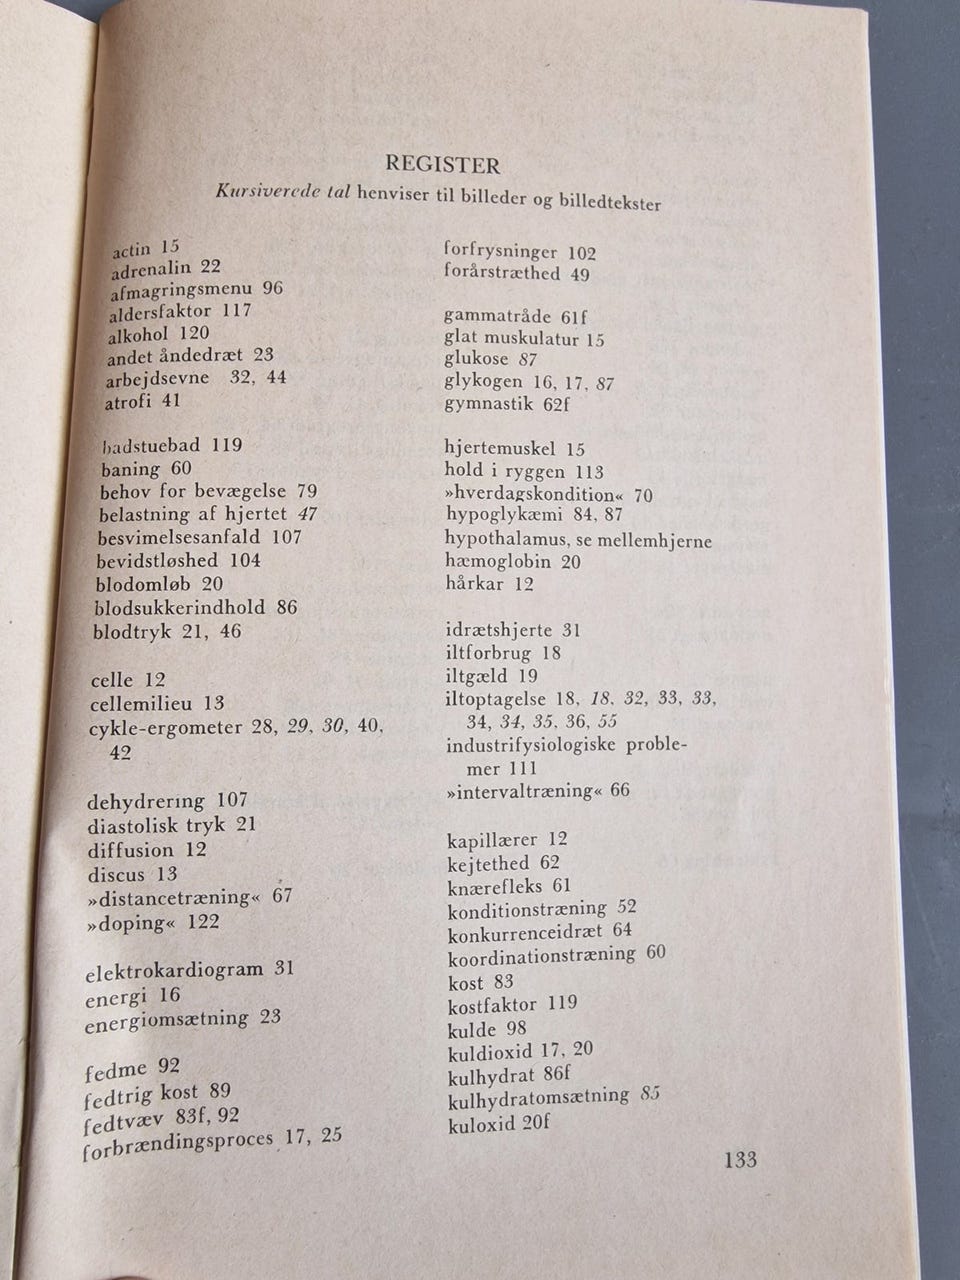 REGISTER
Kursiverede tal henviser til billeder og billedtekster
actin 15
adrenalin 22
afmagringsmenu 96
aldersfaktor 117
alkohol 120
andet åndedræt 23
arbejdsevne 32, 44
atrofi 41
badstuebad 119
baning 60
behov for bevægelse 79
belastning af hjertet 47
besvimelsesanfald 107
bevidstløshed 104
blodomløb 20
blodsukkerindhold 86
blodtryk 21, 46
celle 12
cellemilieu 13
cykle-ergometer 28, 29, 30, 40,
42
dehydrering 107
diastolisk tryk 21
diffusion 12
discus 13
»distancetræning« 67
»doping« 122
elektrokardiogram 31
energi 16
energiomsætning 23
fedme 92
fedtrig kost 89
fedtvæv 83f, 92
forbrændingsproces 17, 25
forfrysninger 102
forårstræthed 49
gammatråde 61f
glat muskulatur 15
glukose 87
glykogen 16, 17, 87
gymnastik 62f
hjertemuskel 15
hold i ryggen 113
»hverdagskondition« 70
hypoglykæmi 84, 87
hypothalamus, se mellemhjerne
hæmoglobin 20
hårkar 12
idrætshjerte 31
iltforbrug 18
iltgæld 19
iltoptagelse 18, 18, 32, 33, 33,
34, 34, 35, 36, 55
industrifysiologiske proble-
mer 111
»intervaltræning« 66
kapillærer 12
kejtethed 62
knærefleks 61
konditionstræning 52
konkurrenceidræt 64
koordinationstræning 60
kost 83
kostfaktor 119
kulde 98
kuldioxid 17, 20
kulhydrat 86f
kulhydratomsætning 85
kuloxid 20f
133